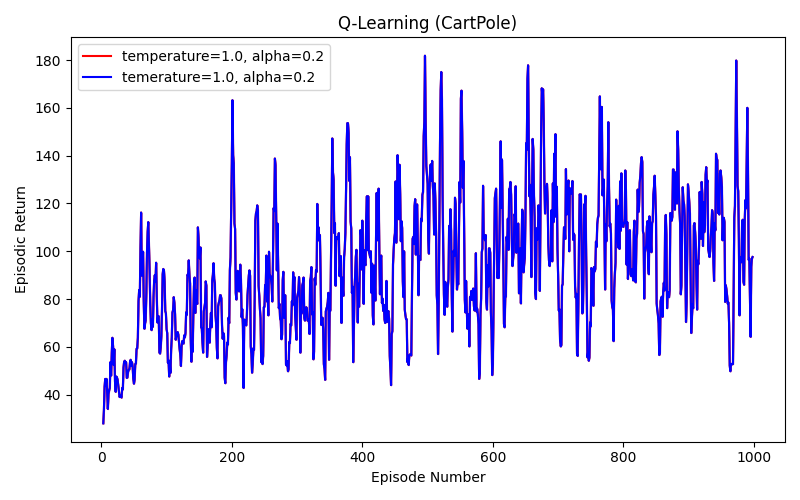 Q-Learning (CartPole)
temperature=1.0, alpha=0.2
temerature=1.0, alpha=0.2
Episodic Return
180
160
140
120
100
80
60
40
0 200 400 600 800 1000
Episode Number